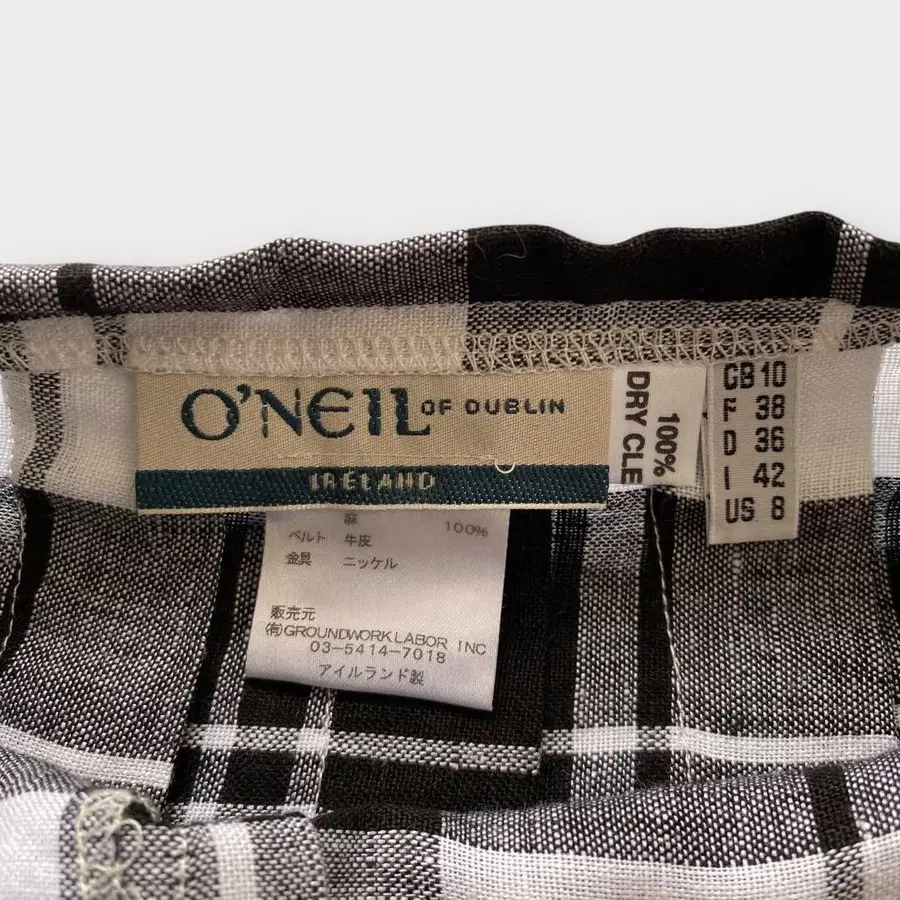 O'NEIL OF DUBLIN
IRELAND
100%
DRY CLE
GB 10
F 38
D 36
I 42
US 8
麻 100%
ベルト 牛皮
金具 ニッケル
販売元
㈲GROUNDWORK LABOR INC
03-5414-7018
アイルランド製